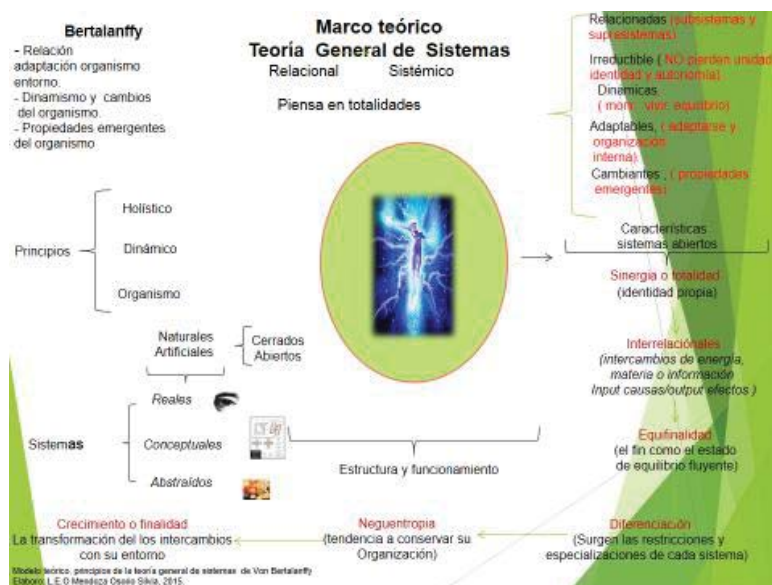 Bertalanffy
- Relación
adaptación organismo
entorno.
- Dinamismo y cambios
del organismo.
- Propiedades emergentes
del organismo
Marco teórico
Teoría General de Sistemas
Relacional Sistémico
Piensa en totalidades
Relacionadas (subsistemas y
suprasistemas)
Irreductible ( NO pierden unidad
identidad y autonomía)
Dinámicas,
( morir, vivir, equilibrio)
Adaptables, ( adaptarse y
organización
interna)
Cambiantes , ( propiedades
emergentes)
Principios
Holístico
Dinámico
Organismo
Características
sistemas abiertos
Sinergia o totalidad
(identidad propia)
Interrelaciónales
(intercambios de energía,
materia o información
Input causas/output efectos )
Equifinalidad
(el fin como el estado
de equilibrio fluyente)
Naturales
Artificiales
Cerrados
Abiertos
Sistemas
Reales
Conceptuales
Abstraídos
Estructura y funcionamiento
Crecimiento o finalidad
La transformación del los intercambios
con su entorno
Neguentropia
(tendencia a conservar su
Organización)
Diferenciación
(Surgen las restricciones y
especializaciones de cada sistema)
Modelo teórico, principios de la teoría general de sistemas de Von Bertalanffy
Elaboro: L.E.O Mendoza Osorio Silvia, 2015.